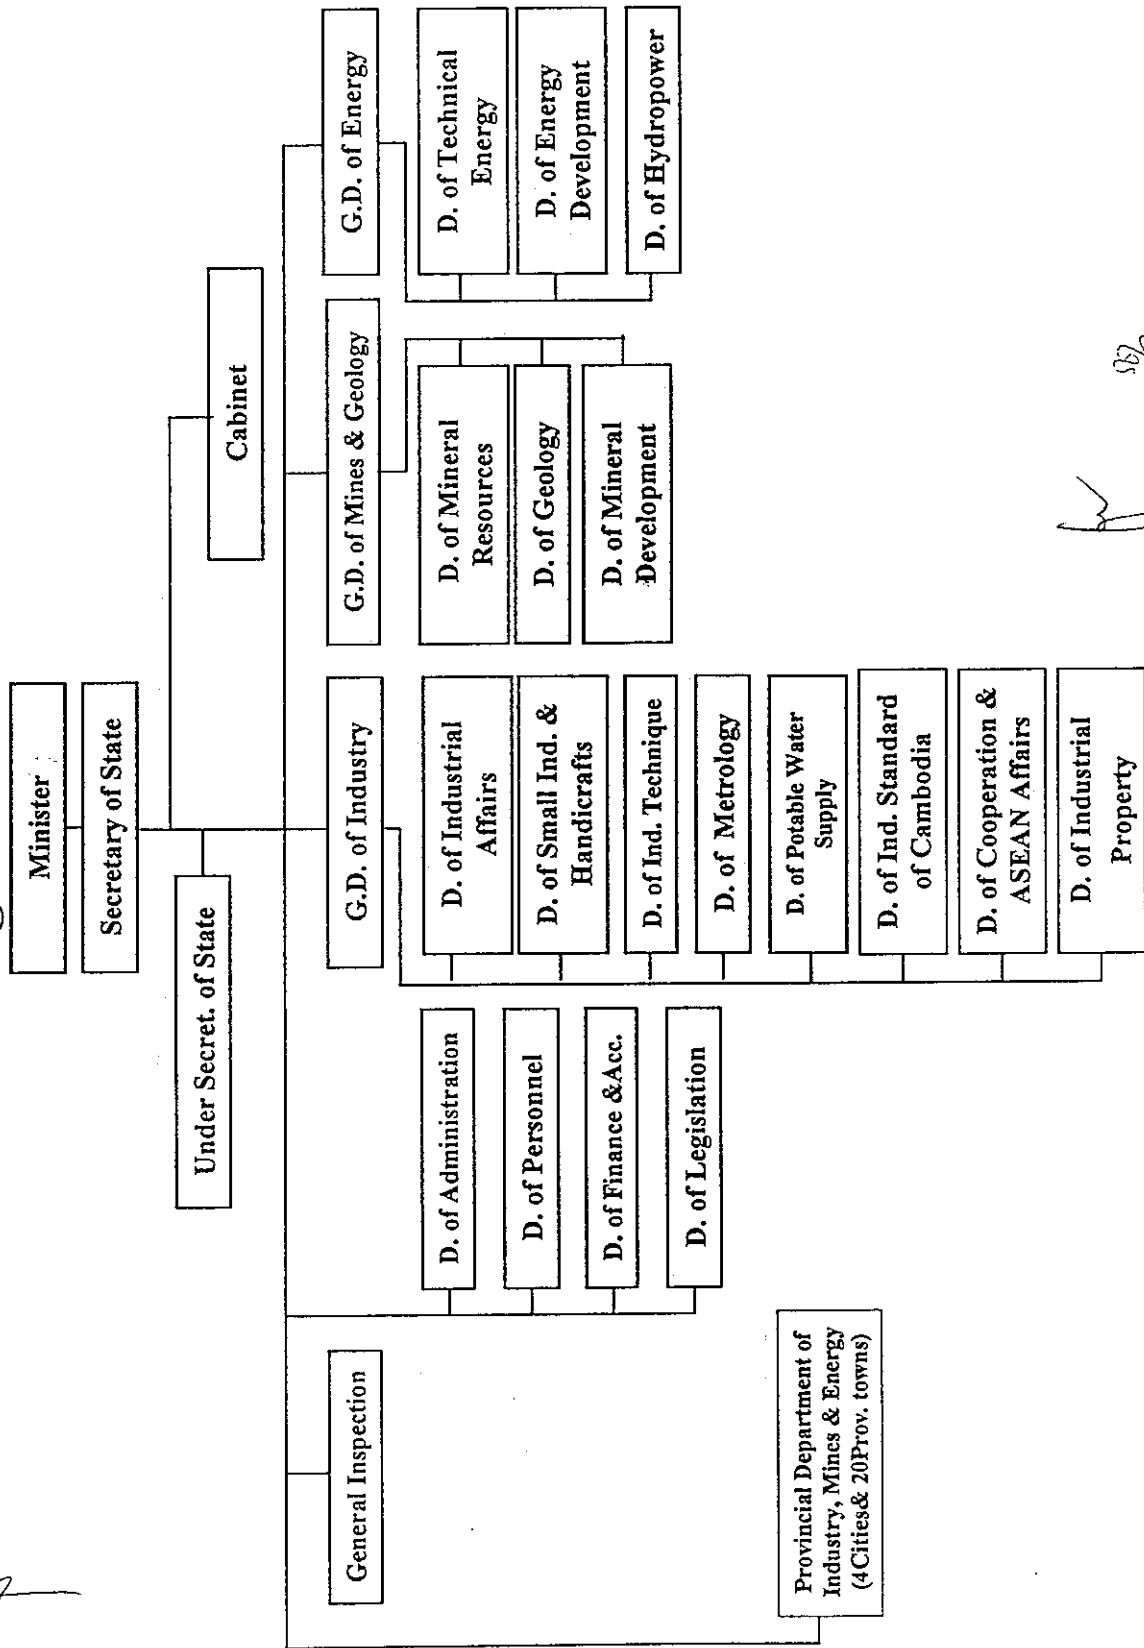 Minister
Secretary of State
Under Secret. of State
Cabinet
General Inspection
Provincial Department of
Industry, Mines & Energy
(4Cities& 20Prov. towns)
D. of Administration
D. of Personnel
D. of Finance &Acc.
D. of Legislation
G.D. of Industry
D. of Industrial
Affairs
D. of Small Ind. &
Handicrafts
D. of Ind. Technique
D. of Metrology
D. of Potable Water
Supply
D. of Ind. Standard
of Cambodia
D. of Cooperation &
ASEAN Affairs
D. of Industrial
Property
G.D. of Mines & Geology
D. of Mineral
Resources
D. of Geology
D. of Mineral
Development
G.D. of Energy
D. of Technical
Energy
D. of Energy
Development
D. of Hydropower